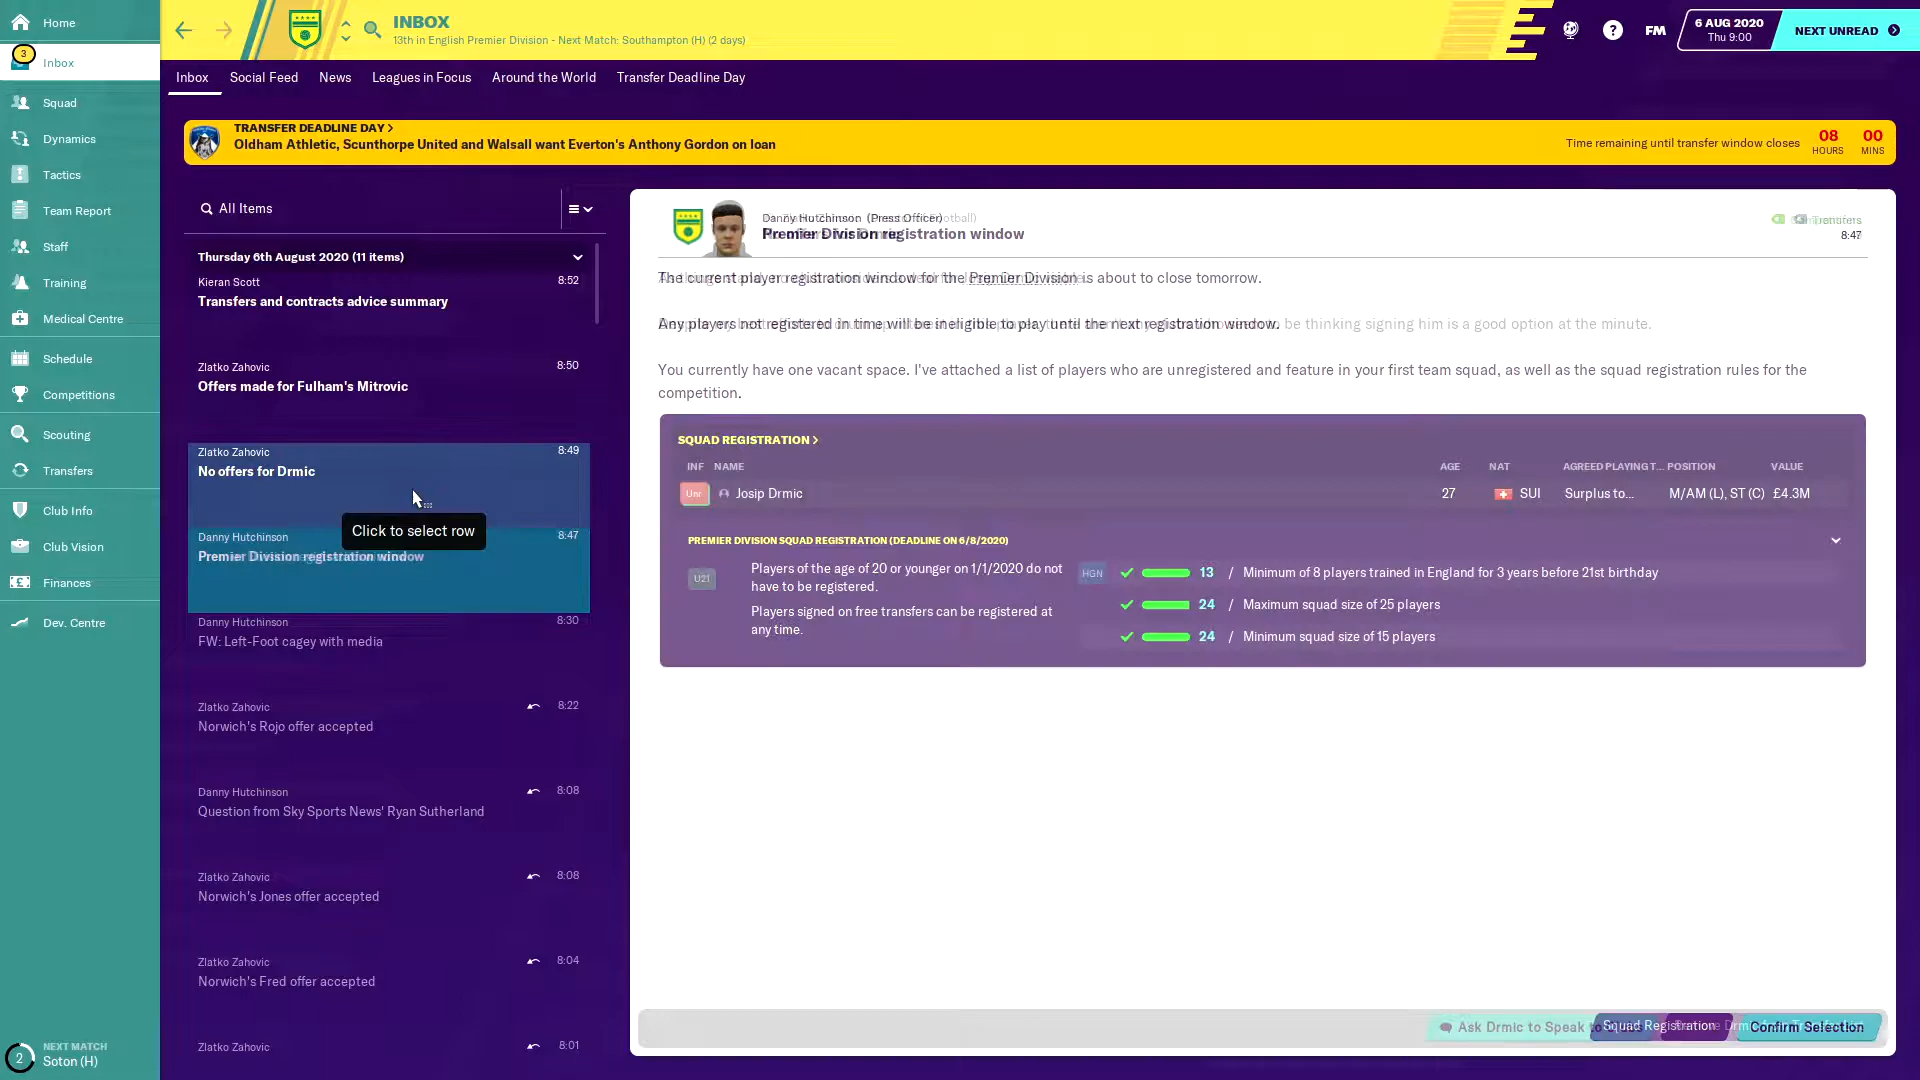 Home
3
Inbox
Squad
Dynamics
Tactics
Team Report
Staff
Training
Medical Centre
Schedule
Competitions
Scouting
Transfers
Club Info
Club Vision
Finances
Dev. Centre
2
NEXT MATCH
Soton (H)
INBOX
13th in English Premier Division - Next Match: Southampton (H) (2 days)
?
FM
6 AUG 2020
Thu 9:00
NEXT UNREAD
Inbox Social Feed News Leagues in Focus Around the World Transfer Deadline Day
TRANSFER DEADLINE DAY >
Oldham Athletic, Scunthorpe United and Walsall want Everton's Anthony Gordon on loan
Time remaining until transfer window closes
08 00
HOURS MINS
All Items
Thursday 6th August 2020 (11 items)
Kieran Scott 8:52
Transfers and contracts advice summary
Zlatko Zahovic 8:50
Offers made for Fulham's Mitrovic
Zlatko Zahovic 8:49
No offers for Drmic
Click to select row
Danny Hutchinson 8:47
Premier Division registration window
Danny Hutchinson 8:30
FW: Left-Foot cagey with media
Zlatko Zahovic 8:22
Norwich's Rojo offer accepted
Danny Hutchinson 8:08
Question from Sky Sports News' Ryan Sutherland
Zlatko Zahovic 8:08
Norwich's Jones offer accepted
Zlatko Zahovic 8:04
Norwich's Fred offer accepted
Zlatko Zahovic 8:01
Danny Hutchinson (Press Officer)
Premier Division registration window
Transfers
8:47
The current player registration window for the Premier Division is about to close tomorrow.
Any players not registered in time will be ineligible to play until the next registration window.
be thinking signing him is a good option at the minute.
You currently have one vacant space. I've attached a list of players who are unregistered and feature in your first team squad, as well as the squad registration rules for the
competition.
SQUAD REGISTRATION >
INF NAME AGE NAT AGREED PLAYING T... POSITION VALUE
Unr Josip Drmic 27 SUI Surplus to... M/AM (L), ST (C) £4.3M
PREMIER DIVISION SQUAD REGISTRATION (DEADLINE ON 6/8/2020)
U21
Players of the age of 20 or younger on 1/1/2020 do not
have to be registered.
Players signed on free transfers can be registered at
any time.
HGN 13 / Minimum of 8 players trained in England for 3 years before 21st birthday
24 / Maximum squad size of 25 players
24 / Minimum squad size of 15 players
Ask Drmic to Speak
Squad Registration
Confirm Selection